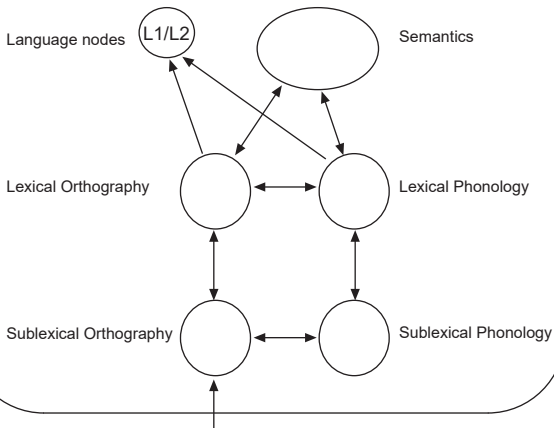 Language nodes
L1/L2
Semantics
Lexical Orthography
Lexical Phonology
Sublexical Orthography
Sublexical Phonology